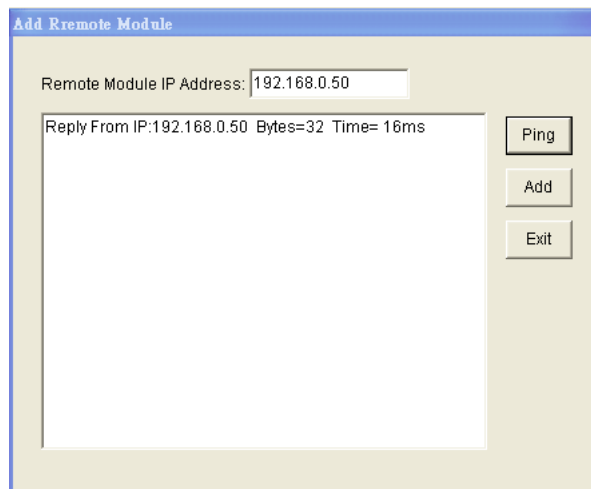 Add Rremote Module
Remote Module IP Address: 192.168.0.50
Reply From IP:192.168.0.50 Bytes=32 Time= 16ms
Ping
Add
Exit